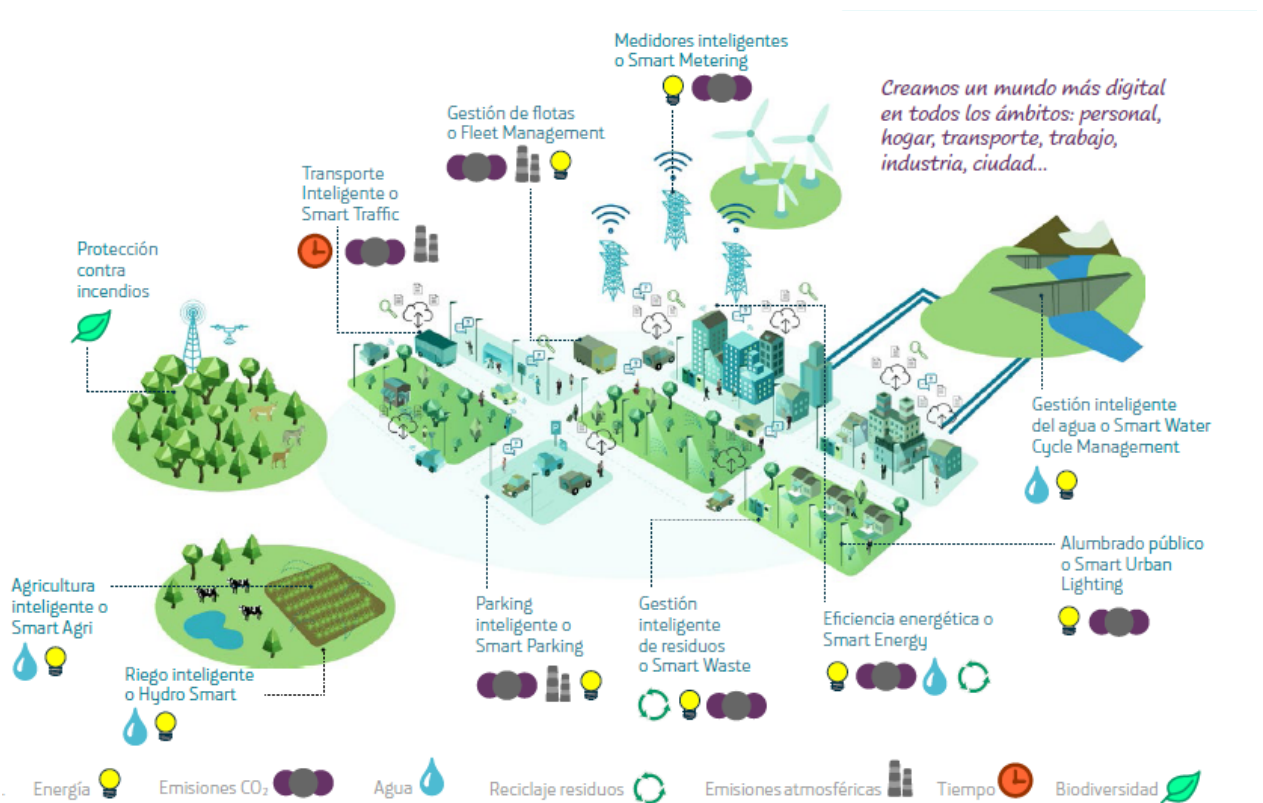 Medidores inteligentes
o Smart Metering
Creamos un mundo más digital
en todos los ámbitos: personal,
hogar, transporte, trabajo,
industria, ciudad...
Gestión de flotas
o Fleet Management
Transporte
Inteligente o
Smart Traffic
Protección
contra
incendios
Gestión inteligente
del agua o Smart Water
Cycle Management
Alumbrado público
o Smart Urban
Lighting
Agricultura
inteligente o
Smart Agri
Riego inteligente
o Hydro Smart
Parking
inteligente o
Smart Parking
Gestión
inteligente
de residuos
o Smart Waste
Eficiencia energética o
Smart Energy
. Energía
Emisiones CO₂
Agua
Reciclaje residuos
Emisiones atmosféricas
Tiempo
Biodiversidad